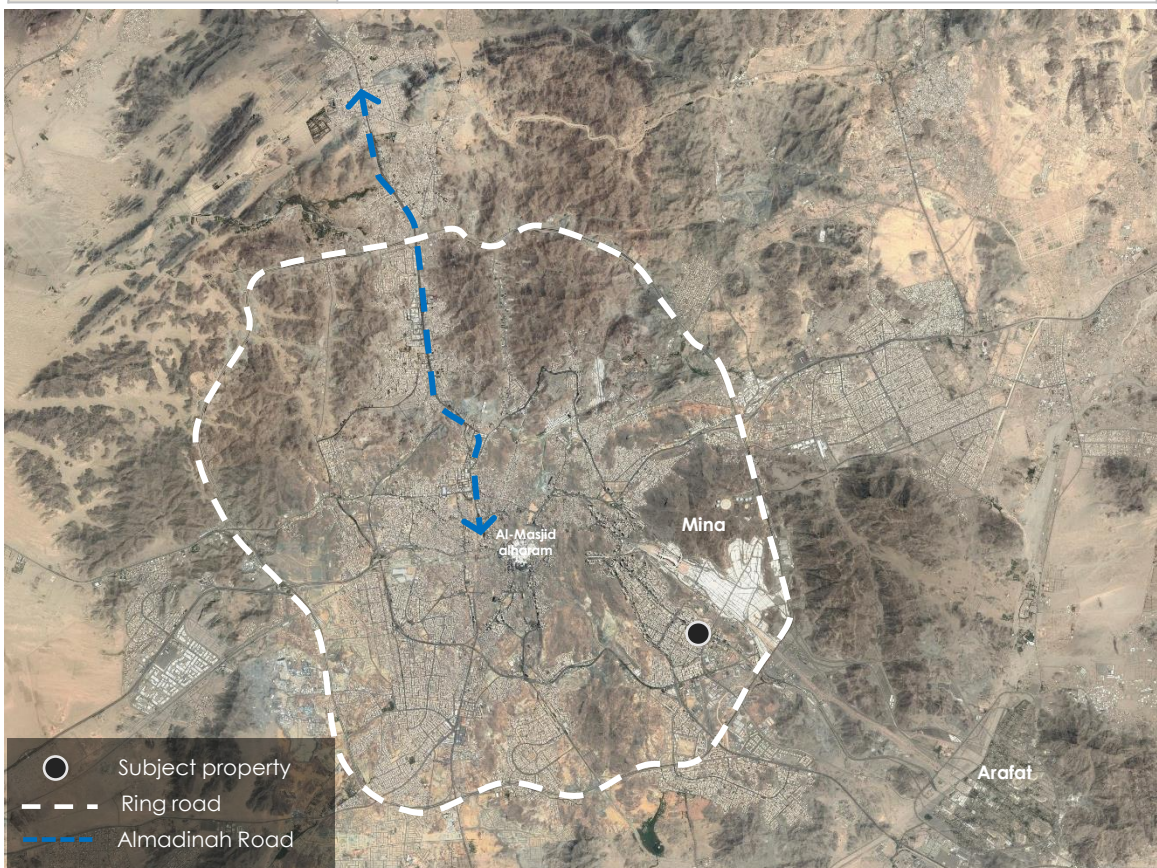 Mina
Al-Masjid
alharam
Arafat
Subject property
Ring road
Almadinah Road